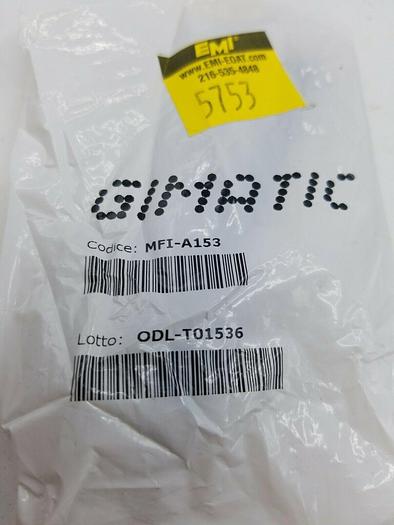 EMI
www.EMI-EOAT.com
216-535-4848
5753
GIMATIC
Codice: MFI-A153
Lotto: ODL-T01536